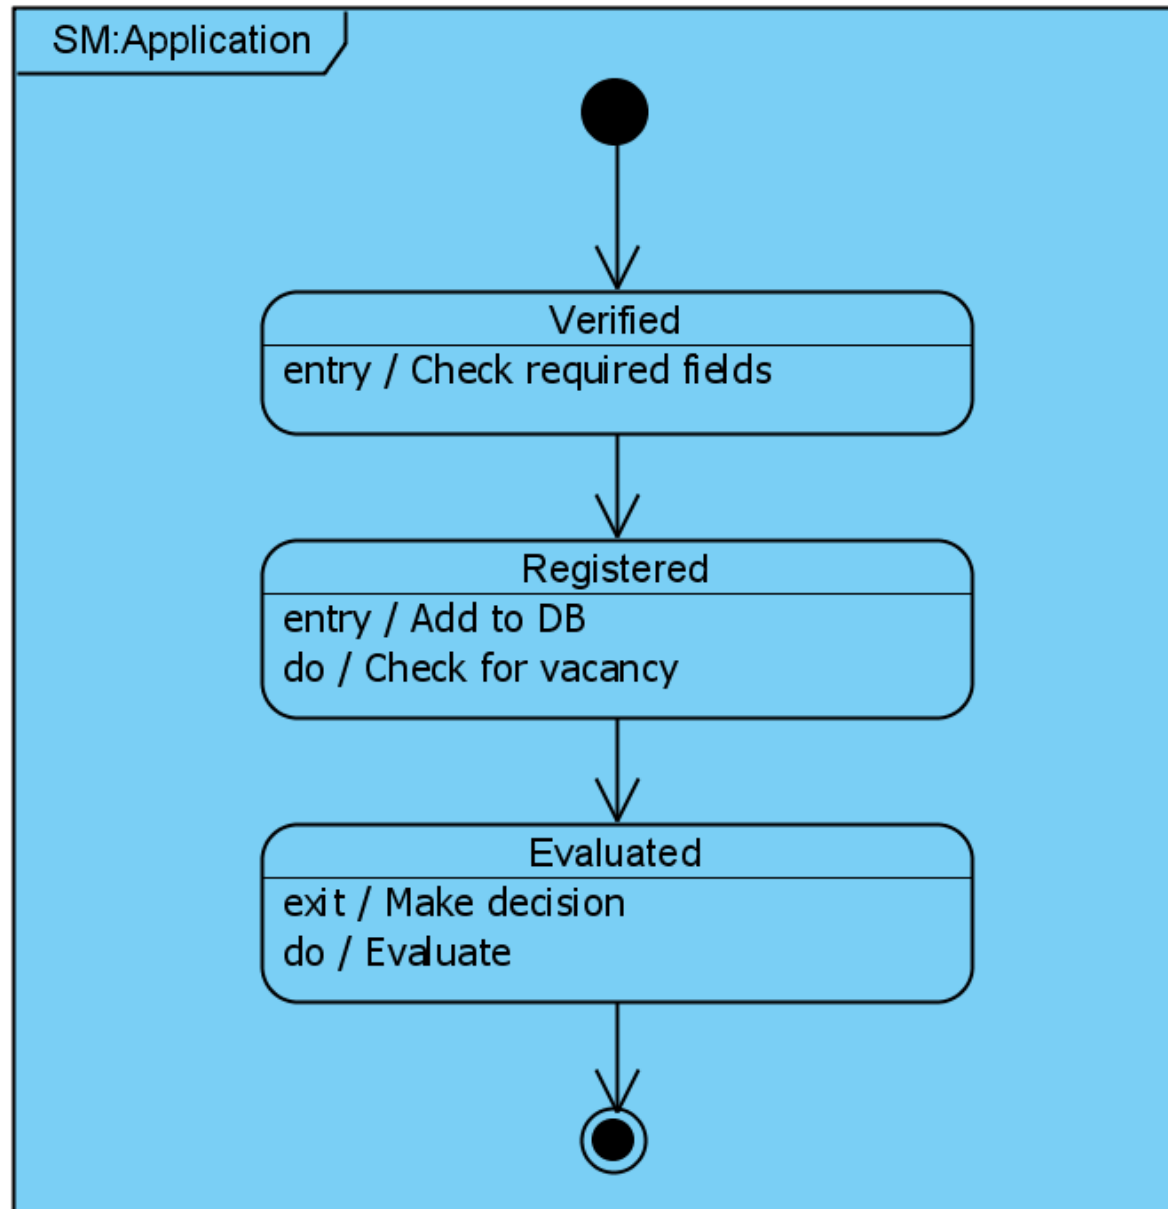 SM:Application
Verified
entry / Check required fields
Registered
entry / Add to DB
do / Check for vacancy
Evaluated
exit / Make decision
do / Evaluate